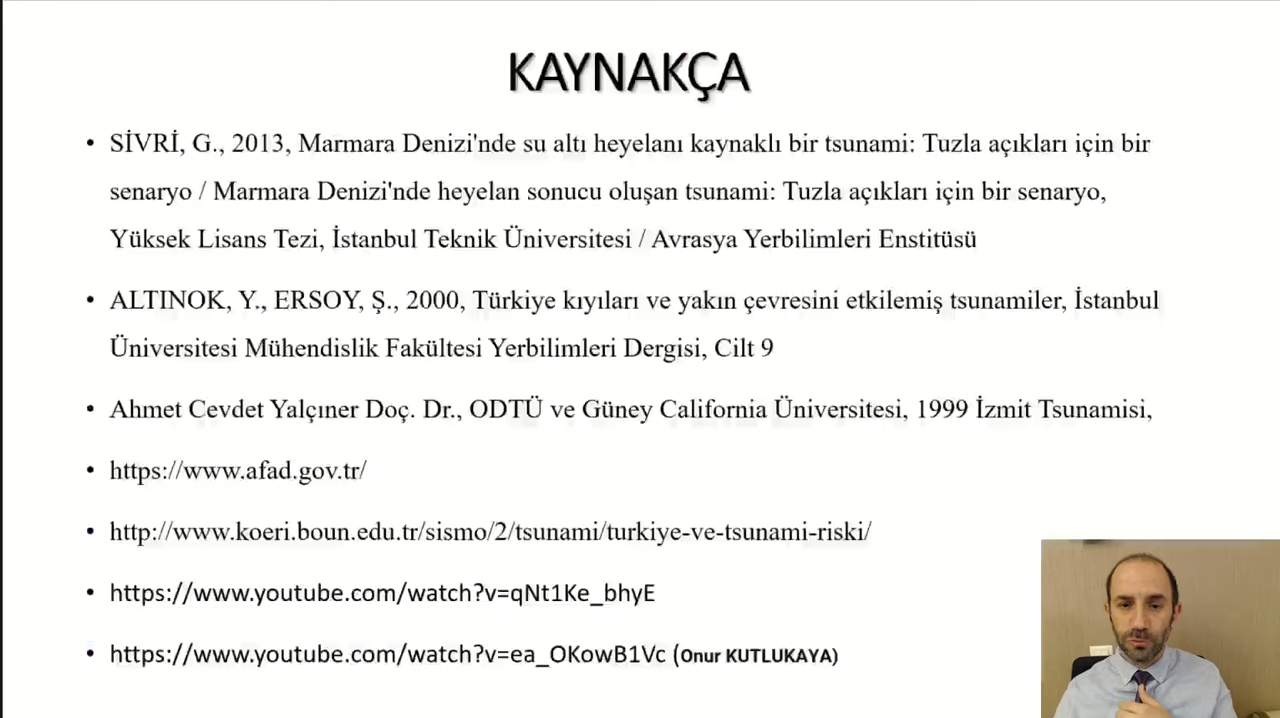 KAYNAKÇA
• SİVRİ, G., 2013, Marmara Denizi'nde su altı heyelanı kaynaklı bir tsunami: Tuzla açıkları için bir
senaryo / Marmara Denizi'nde heyelan sonucu oluşan tsunami: Tuzla açıkları için bir senaryo,
Yüksek Lisans Tezi, İstanbul Teknik Üniversitesi / Avrasya Yerbilimleri Enstitüsü
• ALTINOK, Y., ERSOY, Ş., 2000, Türkiye kıyıları ve yakın çevresini etkilemiş tsunamiler, İstanbul
Üniversitesi Mühendislik Fakültesi Yerbilimleri Dergisi, Cilt 9
• Ahmet Cevdet Yalçıner Doç. Dr., ODTÜ ve Güney California Üniversitesi, 1999 İzmit Tsunamisi,
• https://www.afad.gov.tr/
• http://www.koeri.boun.edu.tr/sismo/2/tsunami/turkiye-ve-tsunami-riski/
• https://www.youtube.com/watch?v=qNt1Ke_bhyE
• https://www.youtube.com/watch?v=ea_OKowB1Vc (Onur KUTLUKAYA)